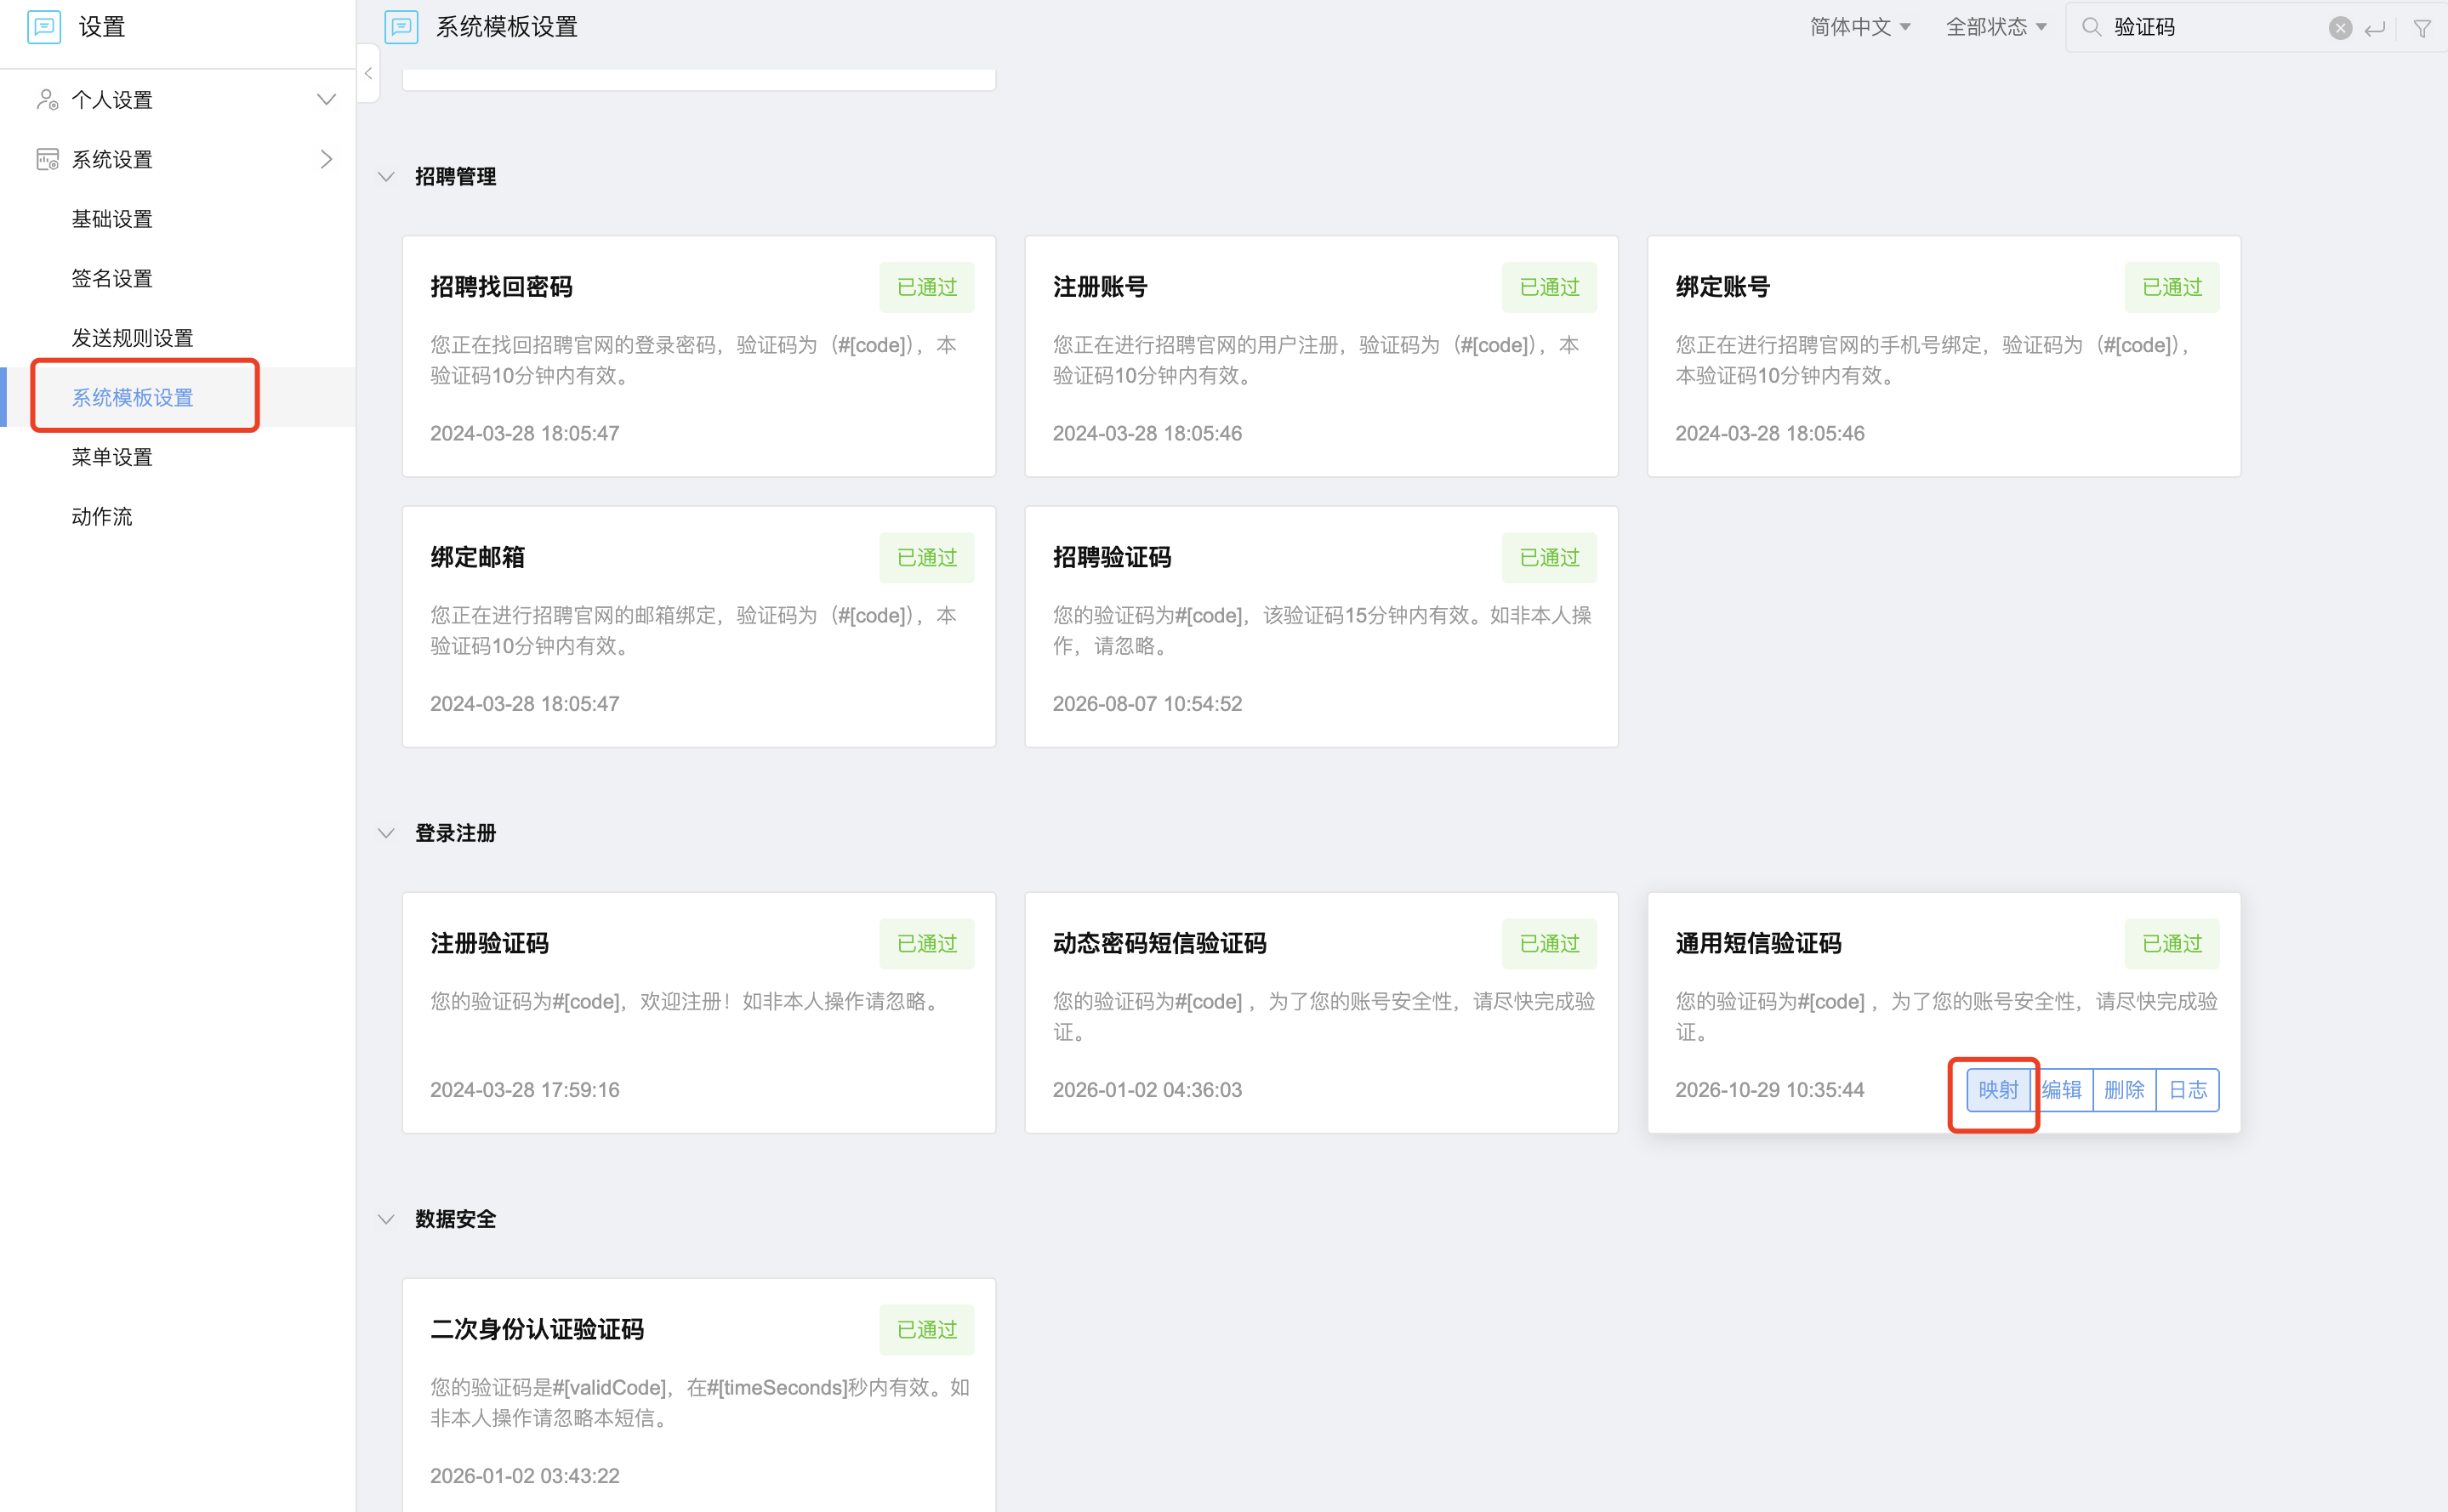 设置
个人设置
系统设置
基础设置
签名设置
发送规则设置
系统模板设置
菜单设置
动作流
系统模板设置
简体中文
全部状态
验证码
招聘管理
招聘找回密码
已通过
您正在找回招聘官网的登录密码，验证码为（#[code]），本
验证码10分钟内有效。
2024-03-28 18:05:47
注册账号
已通过
您正在进行招聘官网的用户注册，验证码为（#[code]），本
验证码10分钟内有效。
2024-03-28 18:05:46
绑定账号
已通过
您正在进行招聘官网的手机号绑定，验证码为（#[code]），
本验证码10分钟内有效。
2024-03-28 18:05:46
绑定邮箱
已通过
您正在进行招聘官网的邮箱绑定，验证码为（#[code]），本
验证码10分钟内有效。
2024-03-28 18:05:47
招聘验证码
已通过
您的验证码为#[code]，该验证码15分钟内有效。如非本人操
作，请忽略。
2026-08-07 10:54:52
登录注册
注册验证码
已通过
您的验证码为#[code]，欢迎注册！如非本人操作请忽略。
2024-03-28 17:59:16
动态密码短信验证码
已通过
您的验证码为#[code] ，为了您的账号安全性，请尽快完成验
证。
2026-01-02 04:36:03
通用短信验证码
已通过
您的验证码为#[code] ，为了您的账号安全性，请尽快完成验
证。
2026-10-29 10:35:44
映射
编辑
删除
日志
数据安全
二次身份认证验证码
已通过
您的验证码是#[validCode]，在#[timeSeconds]秒内有效。如
非本人操作请忽略本短信。
2026-01-02 03:43:22